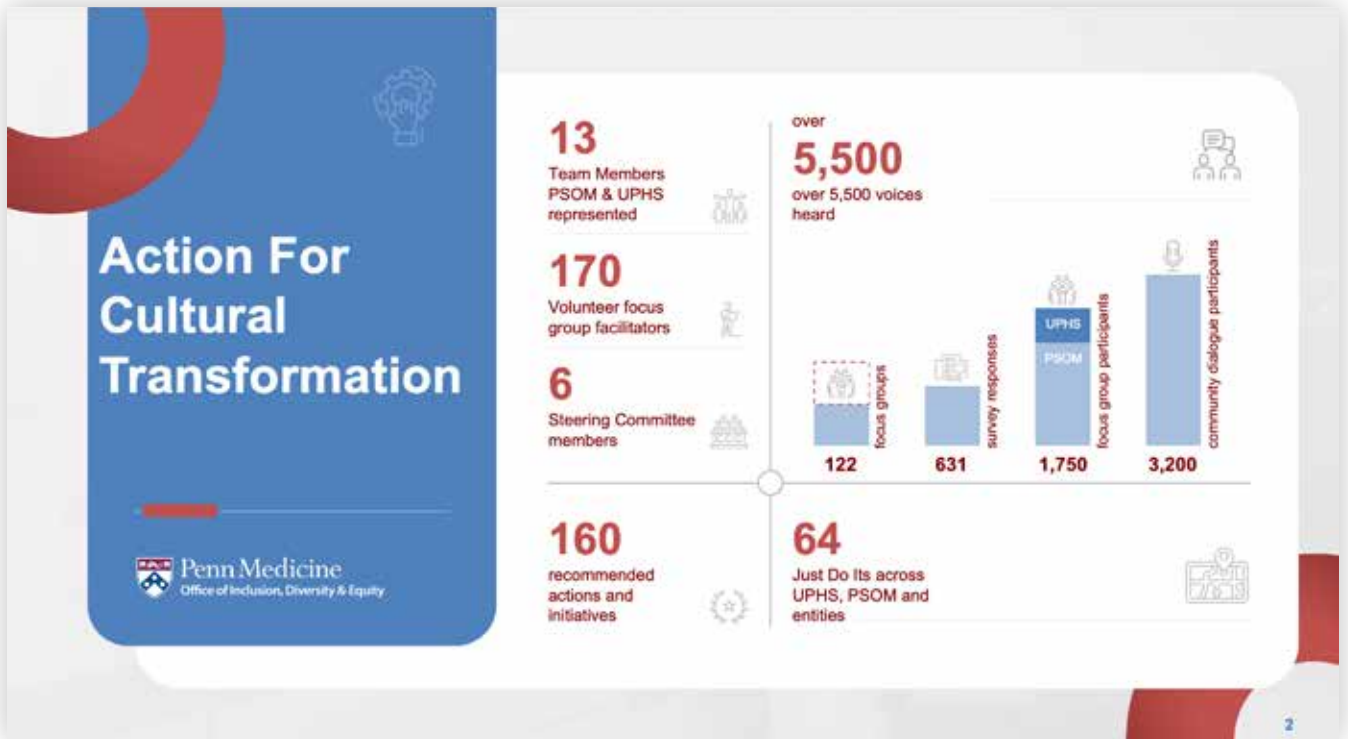 Action For
Cultural
Transformation
Penn Medicine
Office of Inclusion, Diversity & Equity
13
Team Members
PSOM & UPHS
represented
170
Volunteer focus
group facilitators
6
Steering Committee
members
160
recommended
actions and
initiatives
over
5,500
over 5,500 voices
heard
focus groups
122
survey responses
631
UPHS
PSOM
focus group participants
1,750
community dialogue participants
3,200
64
Just Do Its across
UPHS, PSOM and
entities
2